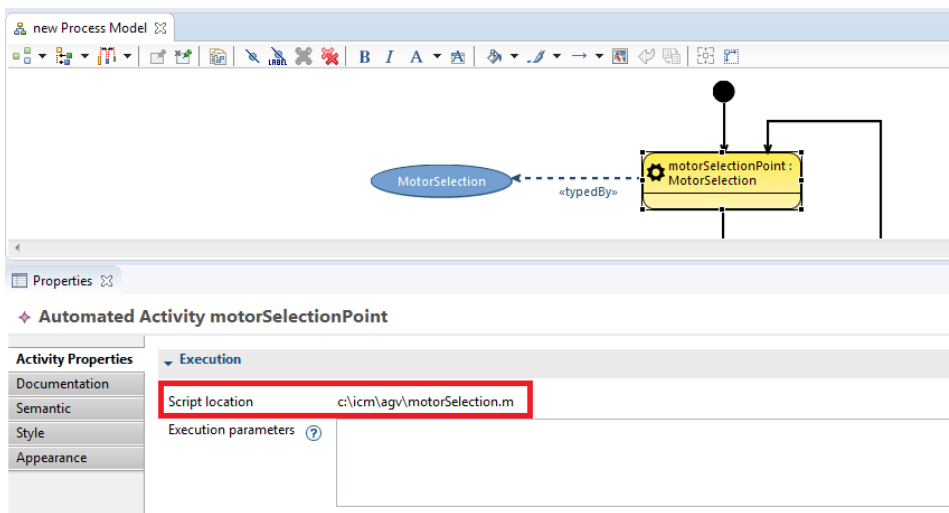 new Process Model
LABEL
B I A
motorSelectionPoint :
MotorSelection
MotorSelection
«typedBy»
Properties
Automated Activity motorSelectionPoint
Activity Properties
Execution
Documentation
Semantic
Script location c:\icm\agv\motorSelection.m
Style
Execution parameters ?
Appearance